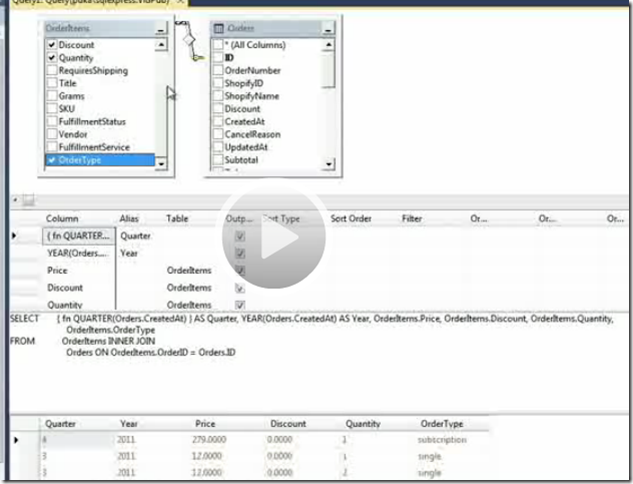 Query2: Query(puka\sqlexpress.VidPub)
OrderItems
Discount
Quantity
RequiresShipping
Title
Grams
SKU
FulfillmentStatus
Vendor
FulfillmentService
OrderType
Orders
* (All Columns)
ID
OrderNumber
ShopifyID
ShopifyName
Discount
CreatedAt
CancelReason
UpdatedAt
Subtotal
Column Alias Table Outp... Sort Type Sort Order Filter Or... Or... Or...
{ fn QUARTER... Quarter
YEAR(Orders.... Year
Price OrderItems
Discount OrderItems
Quantity OrderItems
SELECT { fn QUARTER(Orders.CreatedAt) } AS Quarter, YEAR(Orders.CreatedAt) AS Year, OrderItems.Price, OrderItems.Discount, OrderItems.Quantity,
OrderItems.OrderType
FROM OrderItems INNER JOIN
Orders ON OrderItems.OrderID = Orders.ID
Quarter Year Price Discount Quantity OrderType
4 2011 279.0000 0.0000 1 subscription
3 2011 12.0000 0.0000 1 single
3 2011 12.0000 0.0000 2 single